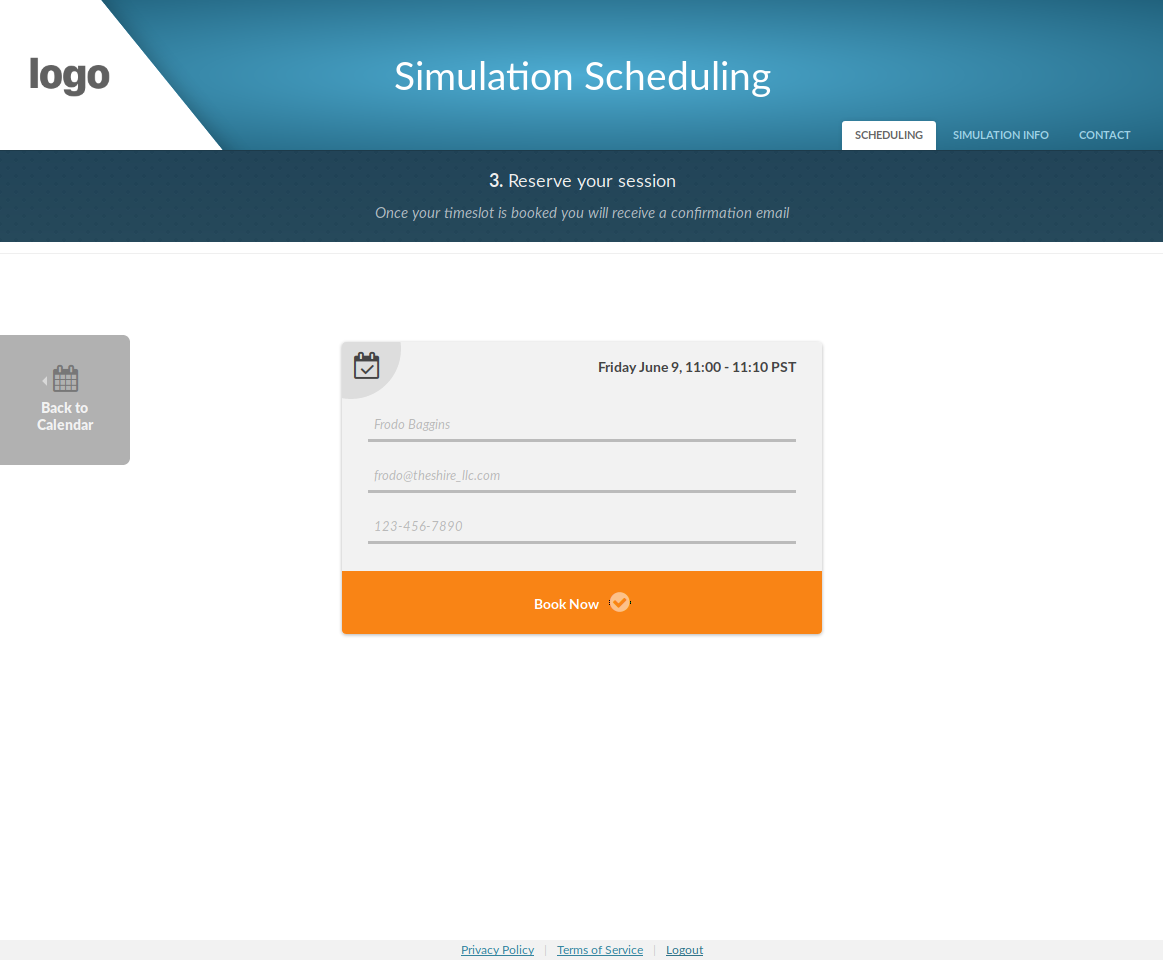 logo
Simulation Scheduling
SCHEDULING SIMULATION INFO CONTACT
3. Reserve your session
Once your timeslot is booked you will receive a confirmation email
Back to
Calendar
Friday June 9, 11:00 - 11:10 PST
Frodo Baggins
frodo@theshire_llc.com
123-456-7890
Book Now
Privacy Policy | Terms of Service | Logout